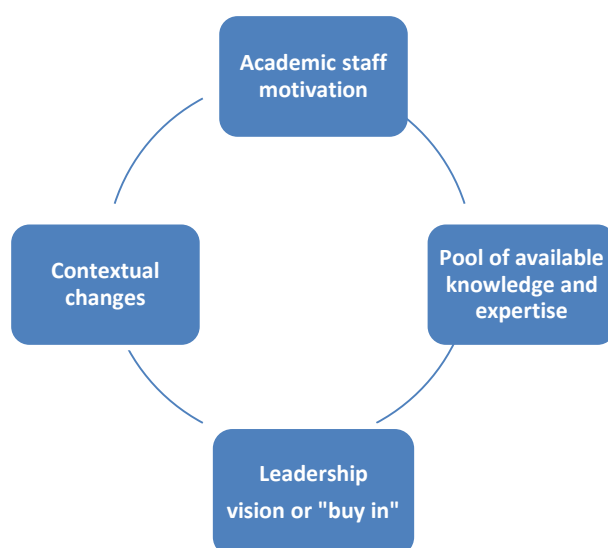 Academic staff
motivation
Pool of available
knowledge and
expertise
Leadership
vision or "buy in"
Contextual
changes